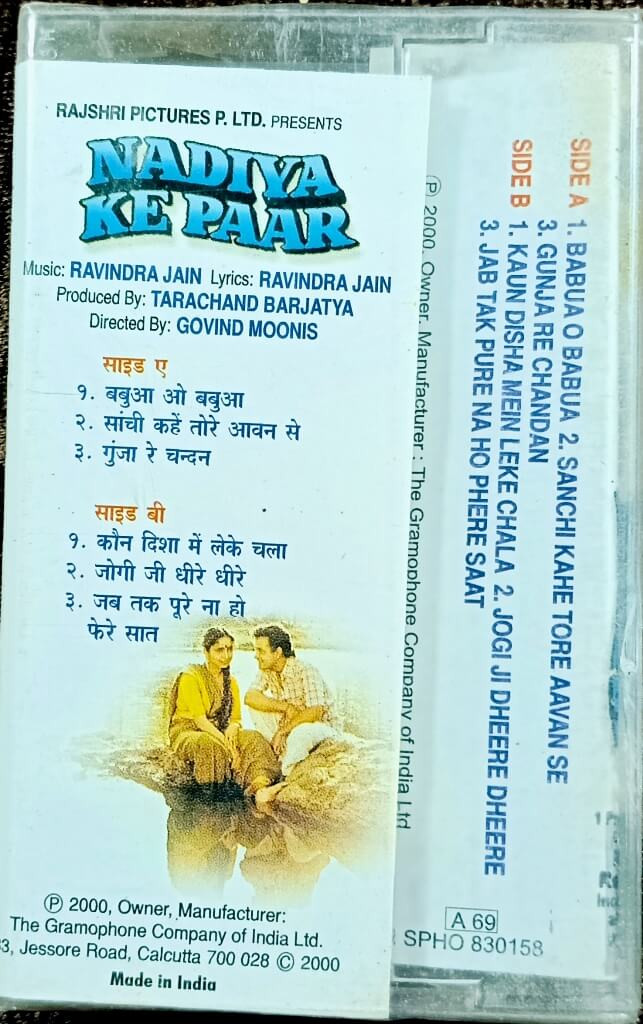 RAJSHRI PICTURES P. LTD. PRESENTS
NADIYA
KE PAAR
Music: RAVINDRA JAIN Lyrics: RAVINDRA JAIN
Produced By: TARACHAND BARJATYA
Directed By: GOVIND MOONIS
साइड ए
१. बबुआ ओ बबुआ
२. सांची कहें तोरे आवन से
३. गुंजा रे चन्दन
साइड बी
१. कौन दिशा में लेके चला
२. जोगी जी धीरे धीरे
३. जब तक पूरे ना हो
फेरे सात
Ⓟ 2000, Owner, Manufacturer:
The Gramophone Company of India Ltd.
3, Jessore Road, Calcutta 700 028 © 2000
Made in India
Ⓟ 2000. Owner. Manufacturer : The Gramophone Company of India Ltd
SIDE A 1. BABUA O BABUA 2. SANCHI KAHE TORE AAVAN SE
3. GUNJA RE CHANDAN
SIDE B 1. KAUN DISHA MEIN LEKE CHALA 2. JOGI JI DHEERE DHEERE
3. JAB TAK PURE NA HO PHERE SAAT
A 69
SPHO 830158